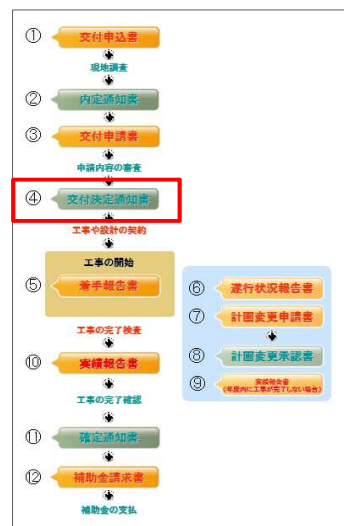 ① 交付申込書
現地調査
② 内定通知書
③ 交付申請書
申請内容の審査
④ 交付決定通知書
工事や設計の契約
工事の開始
⑤ 着手報告書
工事の完了検査
⑩ 実績報告書
工事の完了確認
⑪ 確定通知書
⑫ 補助金請求書
補助金の支払
⑥ 遂行状況報告書
⑦ 計画変更申請書
⑧ 計画変更承認書
⑨ 実績報告書
(年度内に工事が完了しない場合)